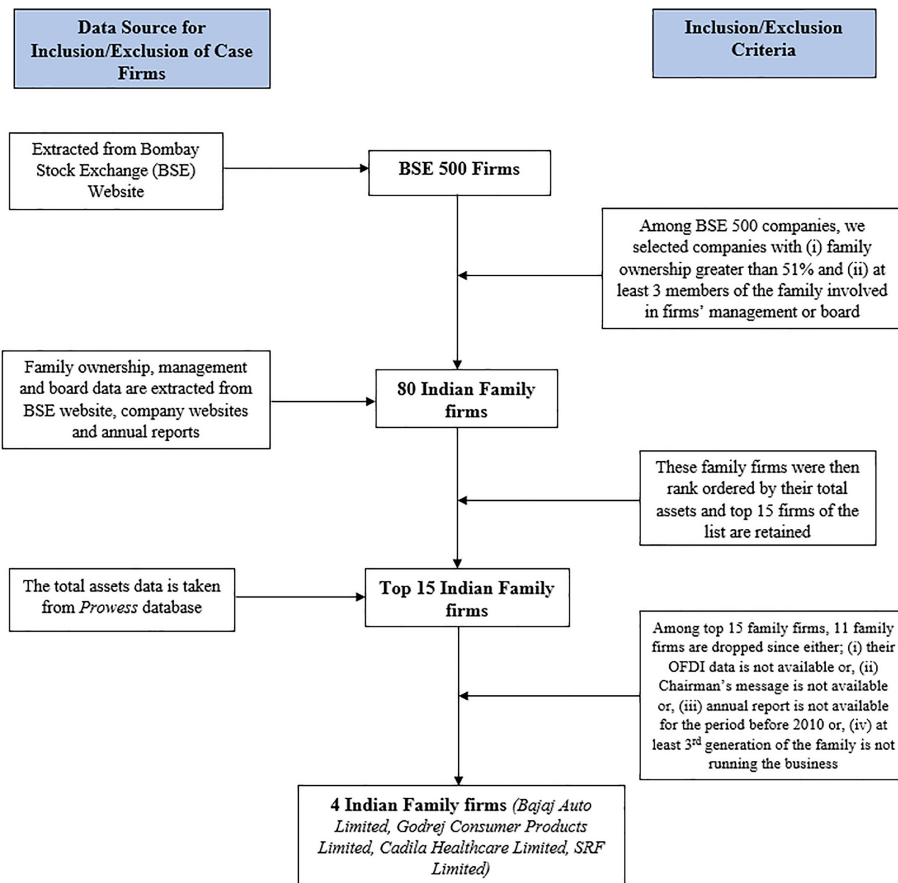 Data Source for
Inclusion/Exclusion of Case
Firms
Inclusion/Exclusion
Criteria
Extracted from Bombay
Stock Exchange (BSE)
Website
BSE 500 Firms
Among BSE 500 companies, we
selected companies with (i) family
ownership greater than 51% and (ii) at
least 3 members of the family involved
in firms’ management or board
Family ownership, management
and board data are extracted from
BSE website, company websites
and annual reports
80 Indian Family
firms
These family firms were then
rank ordered by their total
assets and top 15 firms of the
list are retained
The total assets data is taken
from Prowess database
Top 15 Indian Family
firms
Among top 15 family firms, 11 family
firms are dropped since either; (i) their
OFDI data is not available or, (ii)
Chairman’s message is not available
or, (iii) annual report is not available
for the period before 2010 or, (iv) at
least 3rd generation of the family is not
running the business
4 Indian Family firms (Bajaj Auto
Limited, Godrej Consumer Products
Limited, Cadila Healthcare Limited, SRF
Limited)